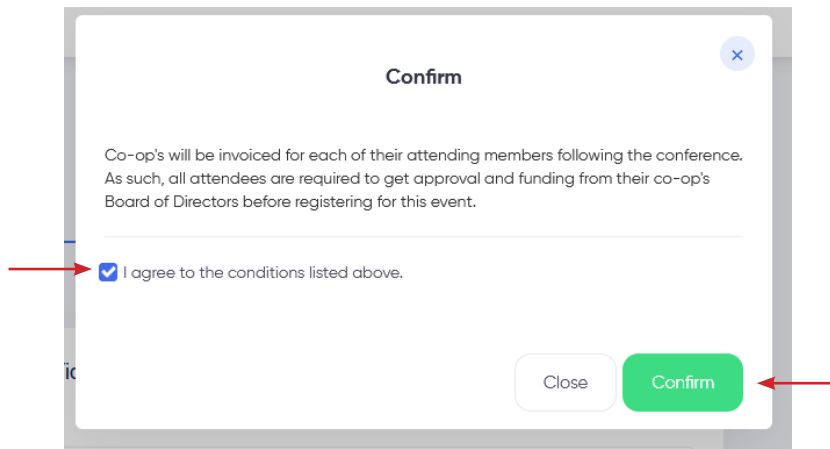 Confirm
Co-op's will be invoiced for each of their attending members following the conference.
As such, all attendees are required to get approval and funding from their co-op's
Board of Directors before registering for this event.
I agree to the conditions listed above.
Close
Confirm